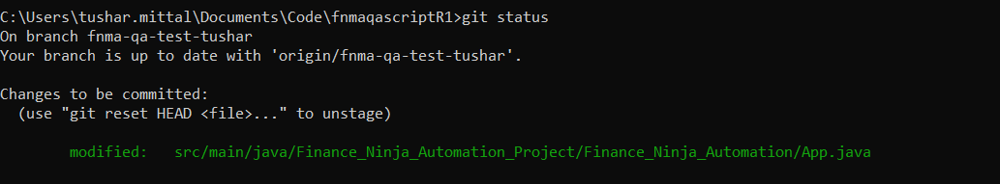 C:\Users\tushar.mittal\Documents\Code\fnmaqascriptR1>git status
On branch fnma-qa-test-tushar
Your branch is up to date with 'origin/fnma-qa-test-tushar'.
Changes to be committed:
(use "git reset HEAD <file>..." to unstage)
modified: src/main/java/Finance_Ninja_Automation_Project/Finance_Ninja_Automation/App.java